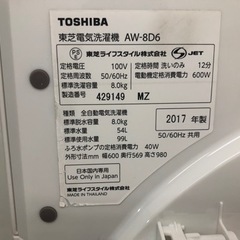 TOSHIBA
東芝電気洗濯機 AW-8D6
PSE
東芝ライフスタイル株式会社 S JET
定格電圧 100V 定格時間 洗いのみ 12分
定格周波数 50/60Hz 電動機定格消費電力 600W
標準洗濯容量 8.0kg
製造番号 429149 MZ
種類 全自動電気洗濯機
標準脱水容量 8.0kg
標準水量 54L
標準使用水量 99L
ふろ水ポンプの定格消費電力 40W
外形寸法 mm 幅600 奥行569 高さ980
2017年製
50/60Hz 共用
日本国内専用
Use Only in Japan
東芝ライフスタイル株式会社